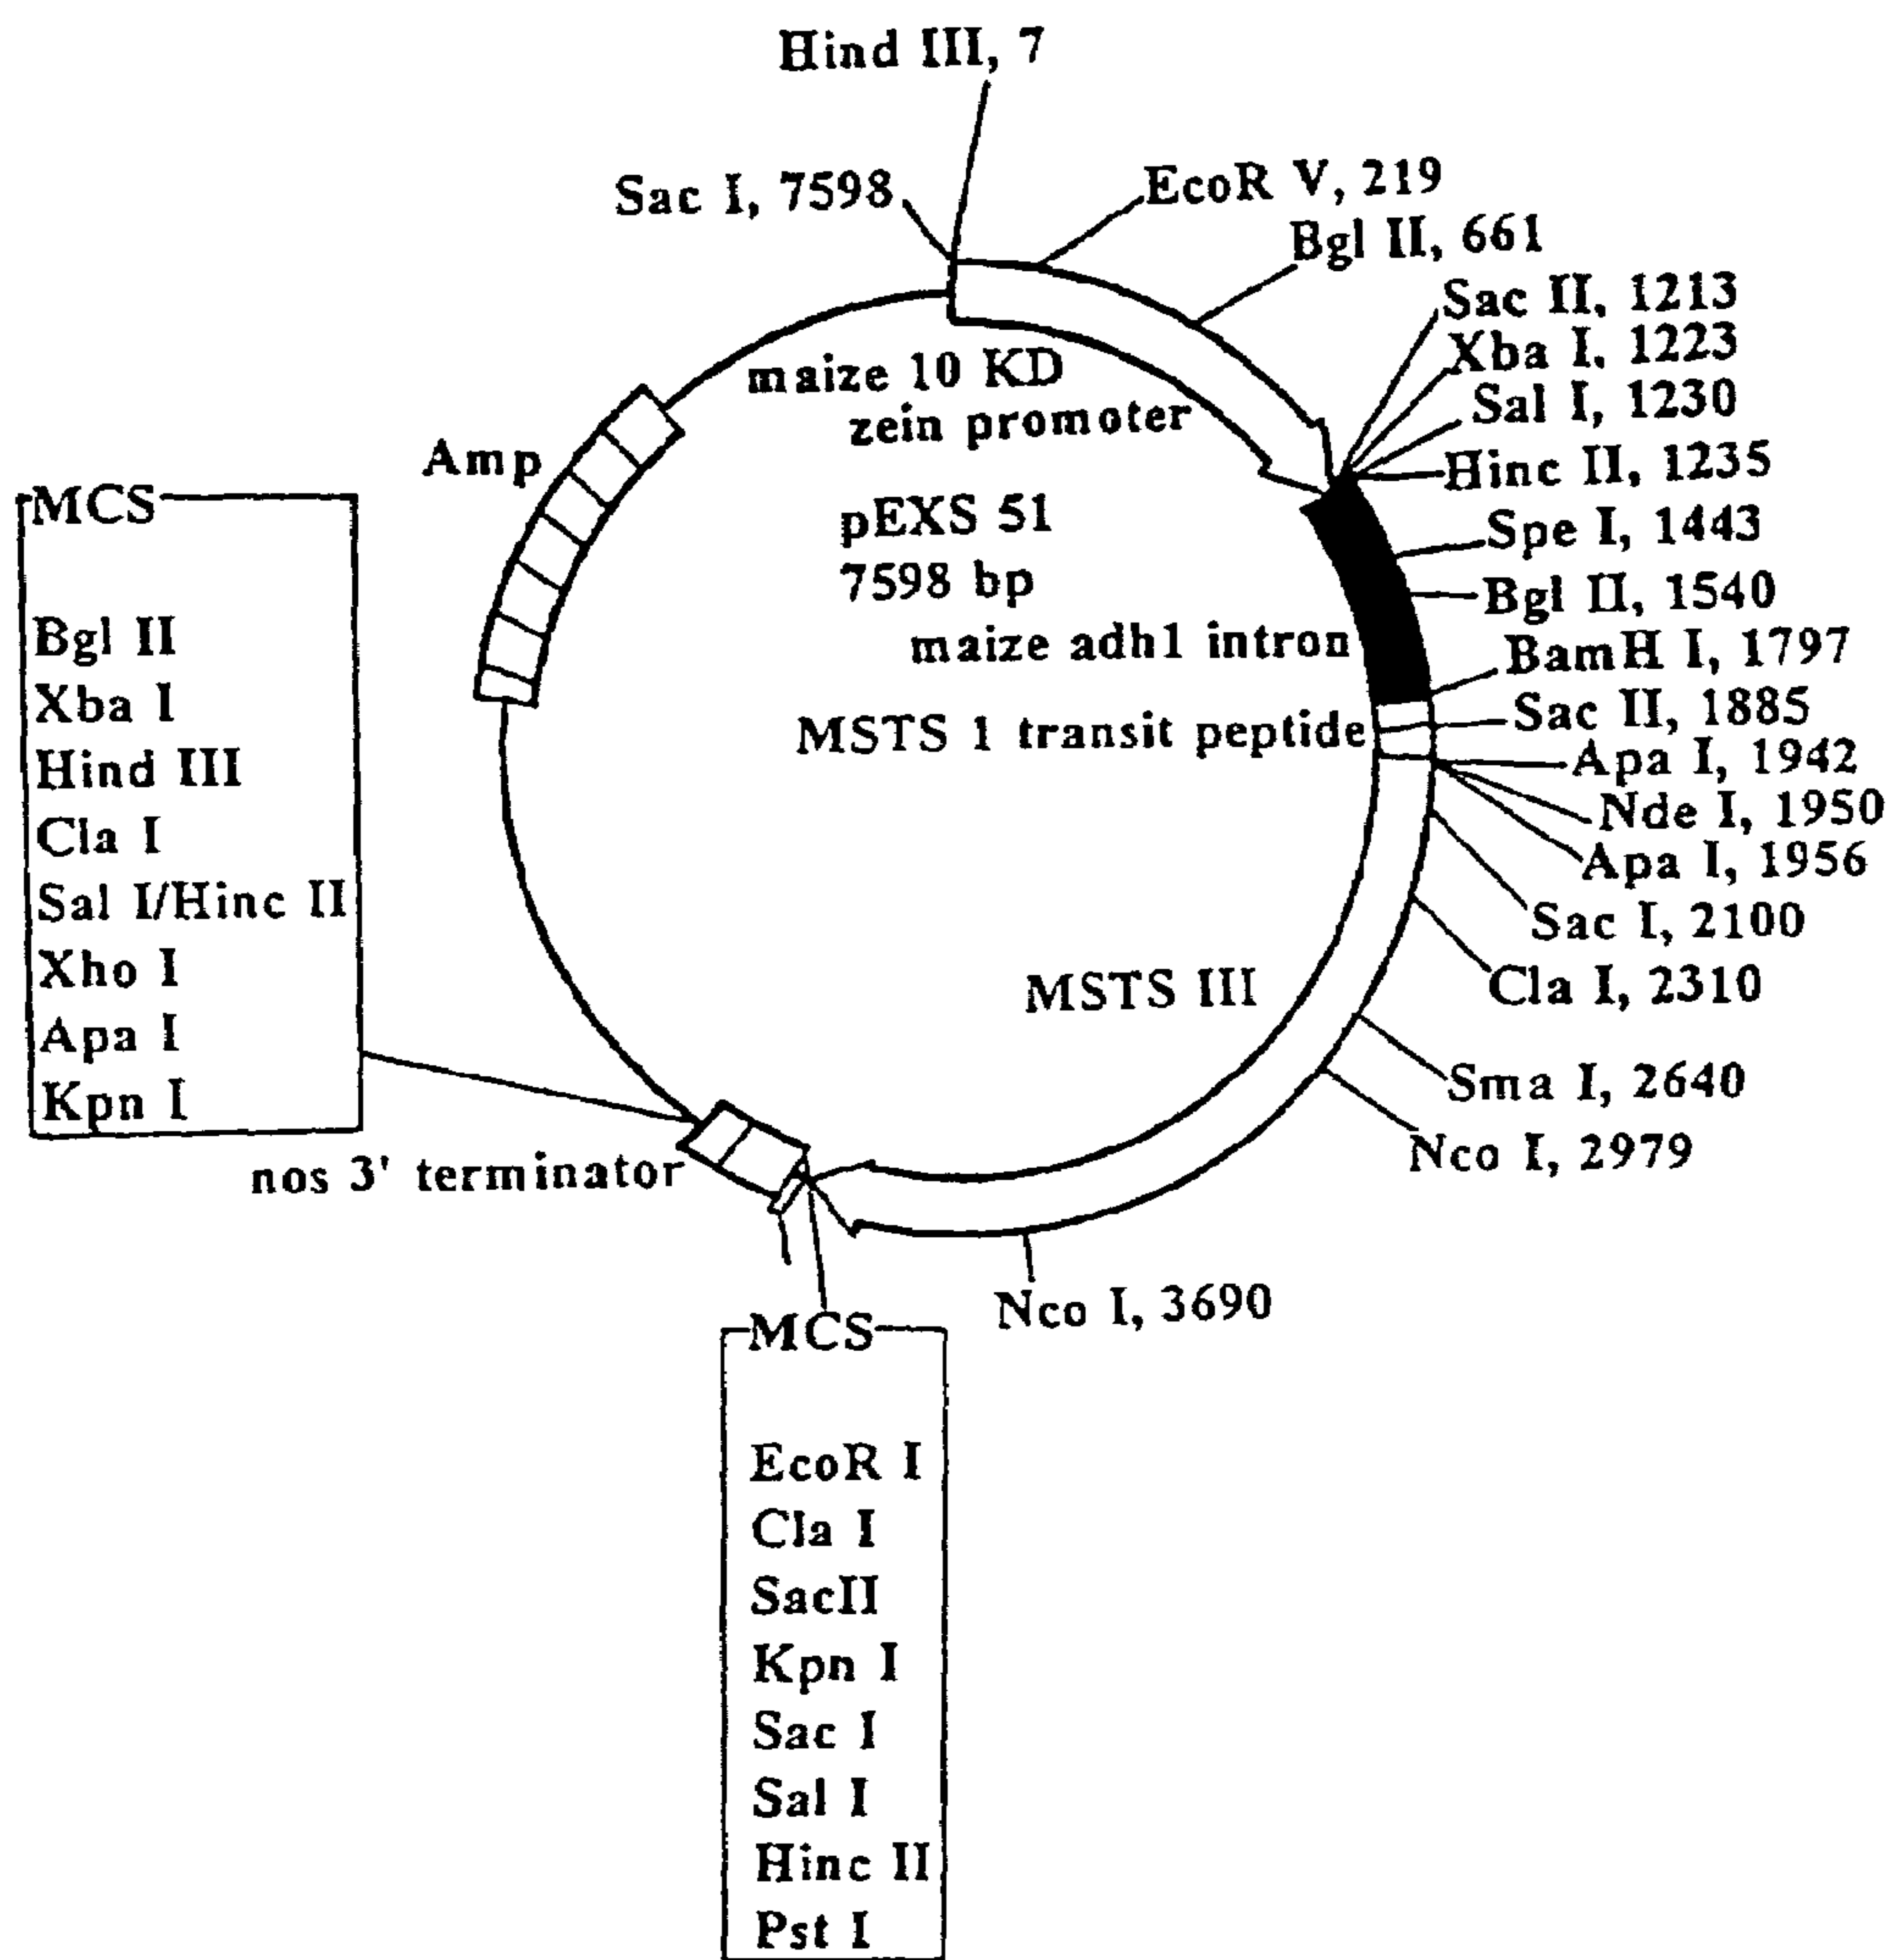 Hind III, 7
Sac I, 7598
EcoR V, 219
Bgl II, 661
Sac II, 1213
Xba I, 1223
Sal I, 1230
Hinc II, 1235
Spe I, 1443
Bgl II, 1540
BamH I, 1797
Sac II, 1885
Apa I, 1942
Nde I, 1950
Apa I, 1956
Sac I, 2100
Cla I, 2310
Sma I, 2640
Nco I, 2979
Nco I, 3690
maize 10 KD
zein promoter
pEXS 51
7598 bp
maize adh1 intron
MSTS 1 transit peptide
MSTS III
Amp
nos 3' terminator
MCS
Bgl II
Xba I
Hind III
Cla I
Sal I/Hinc II
Xho I
Apa I
Kpn I
MCS
EcoR I
Cla I
SacII
Kpn I
Sac I
Sal I
Hinc II
Pst I